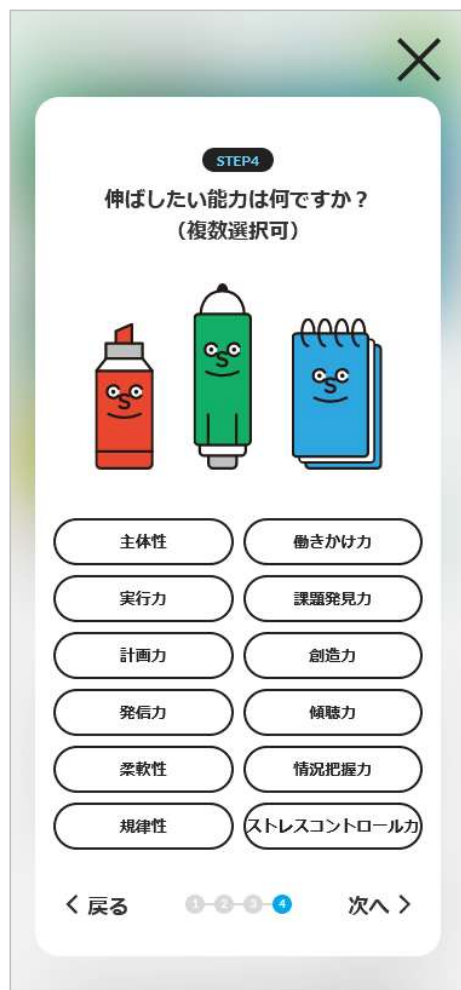 STEP4
伸ばしたい能力は何ですか？
（複数選択可）
主体性
働きかけ力
実行力
課題発見力
計画力
創造力
発信力
傾聴力
柔軟性
情況把握力
規律性
ストレスコントロール力
戻る
1 2 3 4
次へ